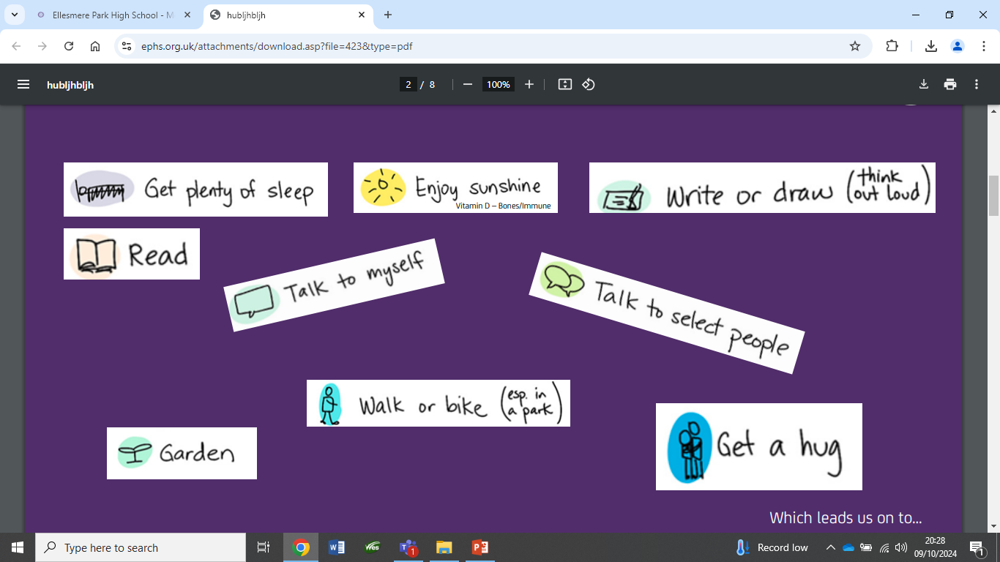 Ellesmere Park High School - M
hubljhbljh
ephs.org.uk/attachments/download.asp?file=423&type=pdf
hubljhbljh
2 / 8
100%
Get plenty of sleep
Enjoy sunshine
Vitamin D – Bones/Immune
Write or draw (think out loud)
Read
Talk to myself
Talk to select people
Walk or bike (esp. in a park)
Garden
Get a hug
Which leads us on to...
Type here to search
W
Wes
1
P
Record low
20:28
09/10/2024
1